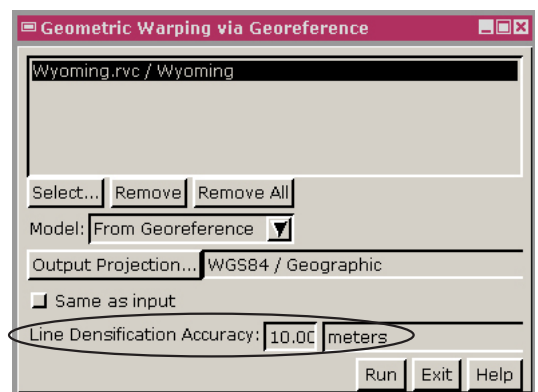 Geometric Warping via Georeference
Wyoming.rvc / Wyoming
Select... Remove Remove All
Model: From Georeference
Output Projection... WGS84 / Geographic
Same as input
Line Densification Accuracy: 10.00 meters
Run Exit Help